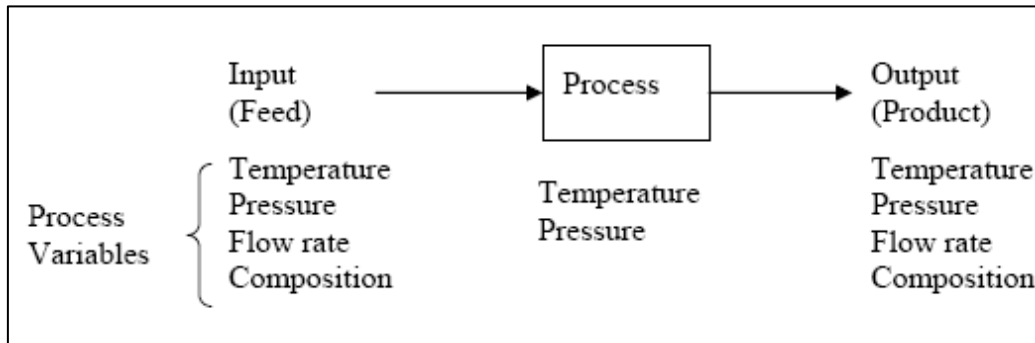 Input
(Feed)
Process
Output
(Product)
Process
Variables
Temperature
Pressure
Flow rate
Composition
Temperature
Pressure
Temperature
Pressure
Flow rate
Composition